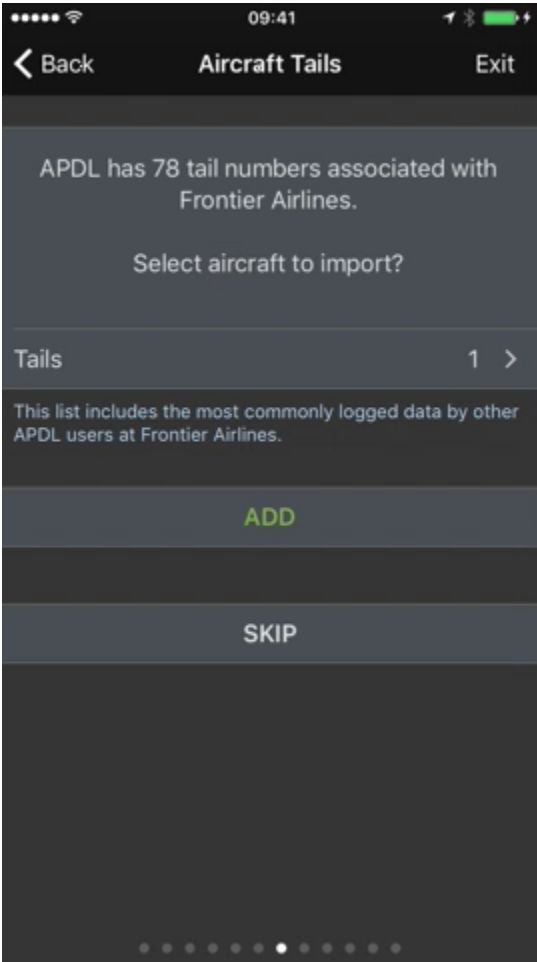 09:41
Back Aircraft Tails Exit
APDL has 78 tail numbers associated with
Frontier Airlines.
Select aircraft to import?
Tails 1
This list includes the most commonly logged data by other
APDL users at Frontier Airlines.
ADD
SKIP